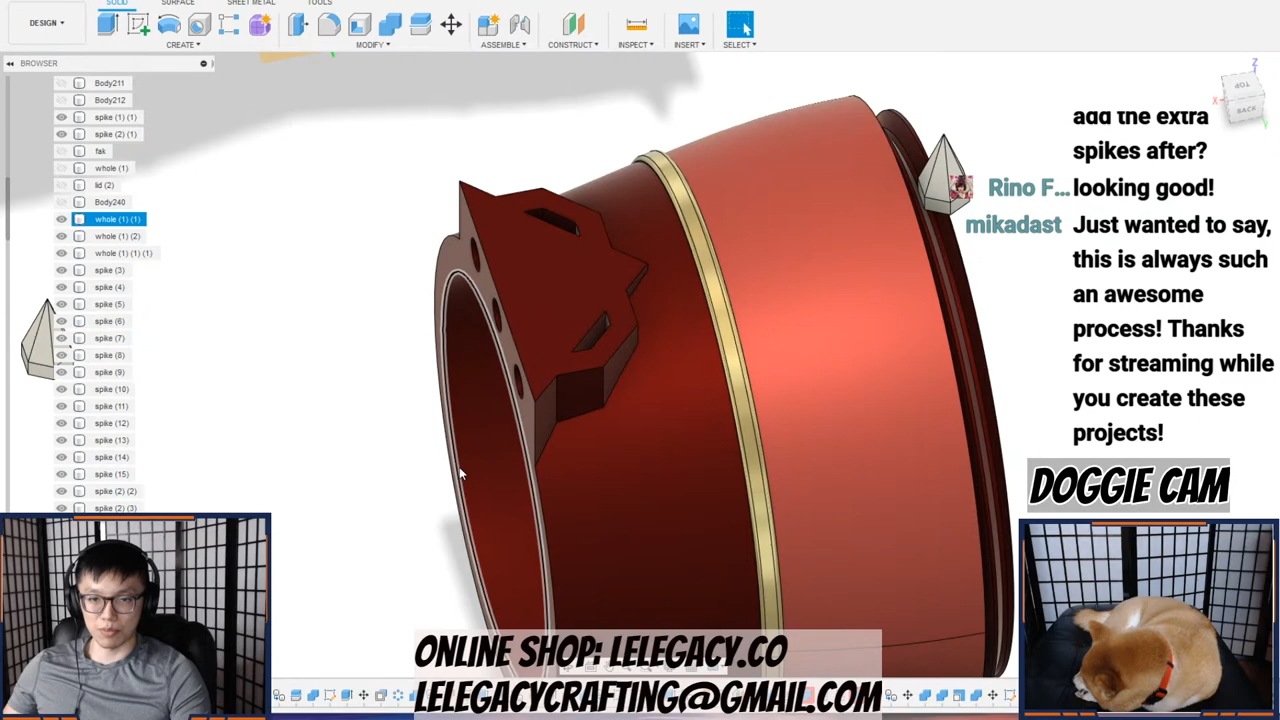 SOLID SURFACE SHEET METAL TOOLS
DESIGN ▾
CREATE ▾ MODIFY ▾ ASSEMBLE ▾ CONSTRUCT ▾ INSPECT ▾ INSERT ▾ SELECT ▾
BROWSER
Body211
Body212
spike (1) (1)
spike (2) (1)
fak
whole (1)
lid (2)
Body240
whole (1) (1)
whole (1) (2)
whole (1) (1) (1)
spike (3)
spike (4)
spike (5)
spike (6)
spike (7)
spike (8)
spike (9)
spike (10)
spike (11)
spike (12)
spike (13)
spike (14)
spike (15)
spike (2) (2)
spike (2) (3)
Z
X
Y
TOP
BACK
add the extra
spikes after?
Rino F... looking good!
mikadast Just wanted to say,
this is always such
an awesome
process! Thanks
for streaming while
you create these
projects!
DOGGIE CAM
ONLINE SHOP: LELEGACY.CO
LELEGACYCRAFTING@GMAIL.COM